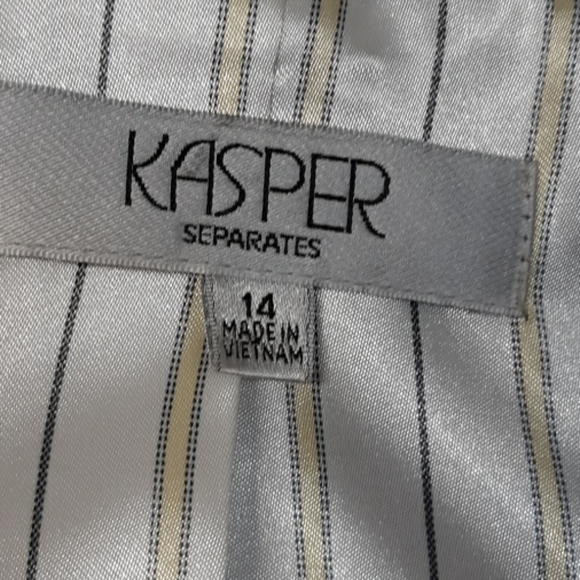 KASPER
SEPARATES
14
MADE IN
VIETNAM